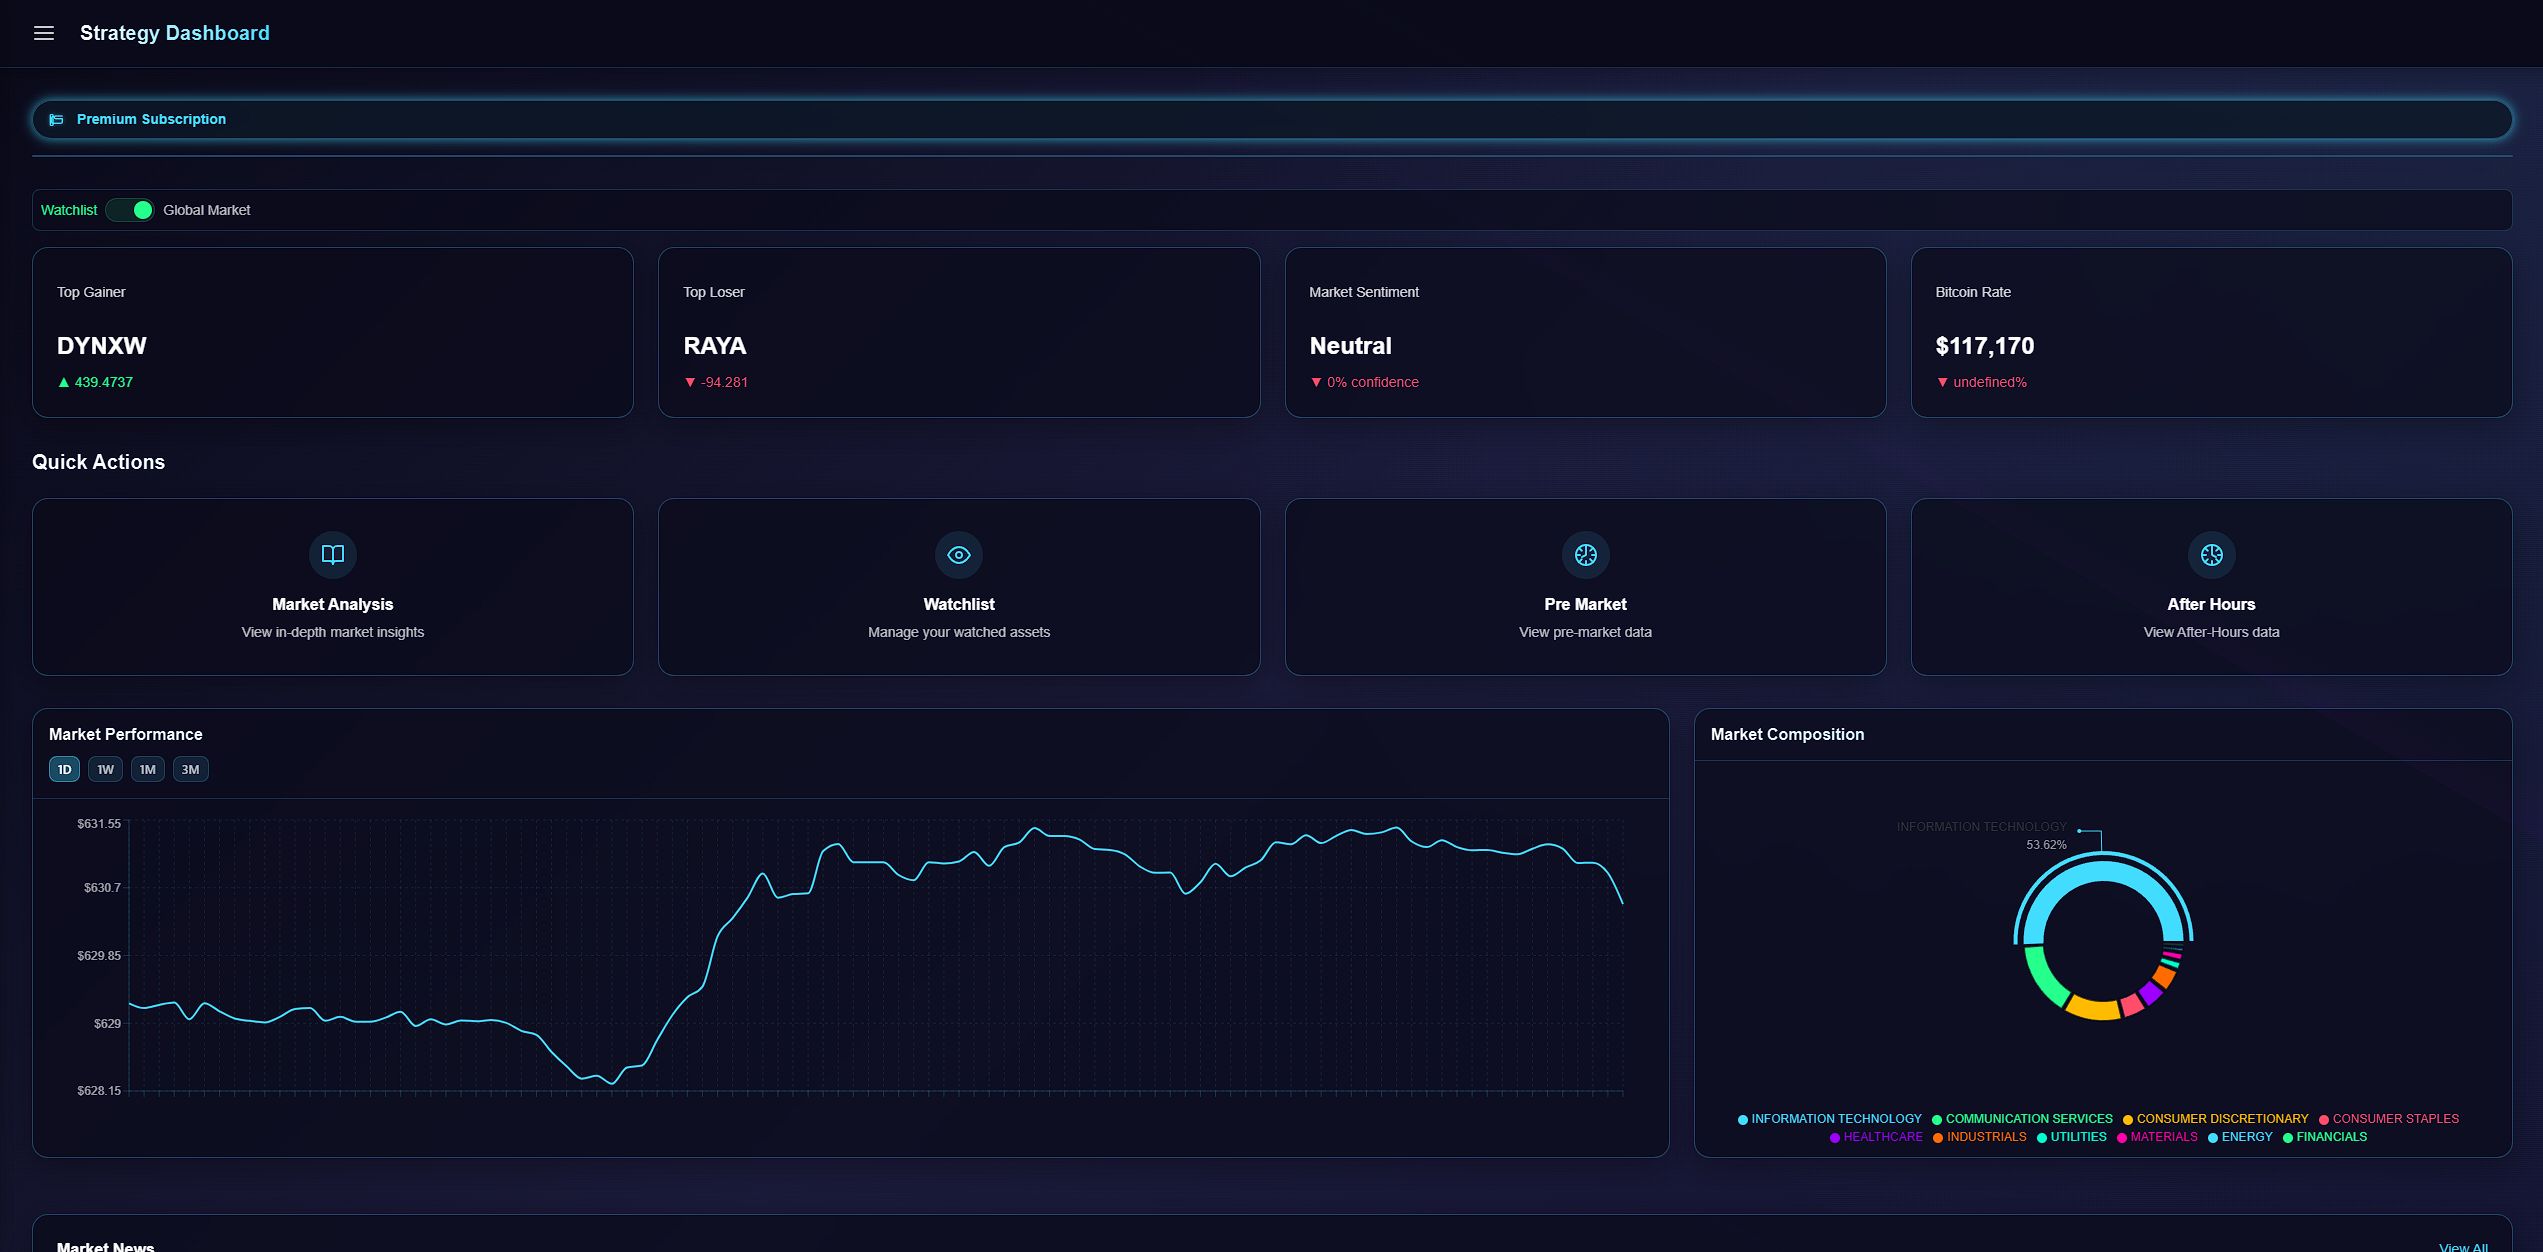 Strategy Dashboard
Premium Subscription
Watchlist Global Market
Top Gainer
DYNXW
▲ 439.4737
Top Loser
RAYA
▼ -94.281
Market Sentiment
Neutral
▼ 0% confidence
Bitcoin Rate
$117,170
▼ undefined%
Quick Actions
Market Analysis
View in-depth market insights
Watchlist
Manage your watched assets
Pre Market
View pre-market data
After Hours
View After-Hours data
Market Performance
1D 1W 1M 3M
$631.55
$630.7
$629.85
$629
$628.15
Market Composition
INFORMATION TECHNOLOGY
53.62%
INFORMATION TECHNOLOGY COMMUNICATION SERVICES CONSUMER DISCRETIONARY CONSUMER STAPLES
HEALTHCARE INDUSTRIALS UTILITIES MATERIALS ENERGY FINANCIALS
Market News
View All